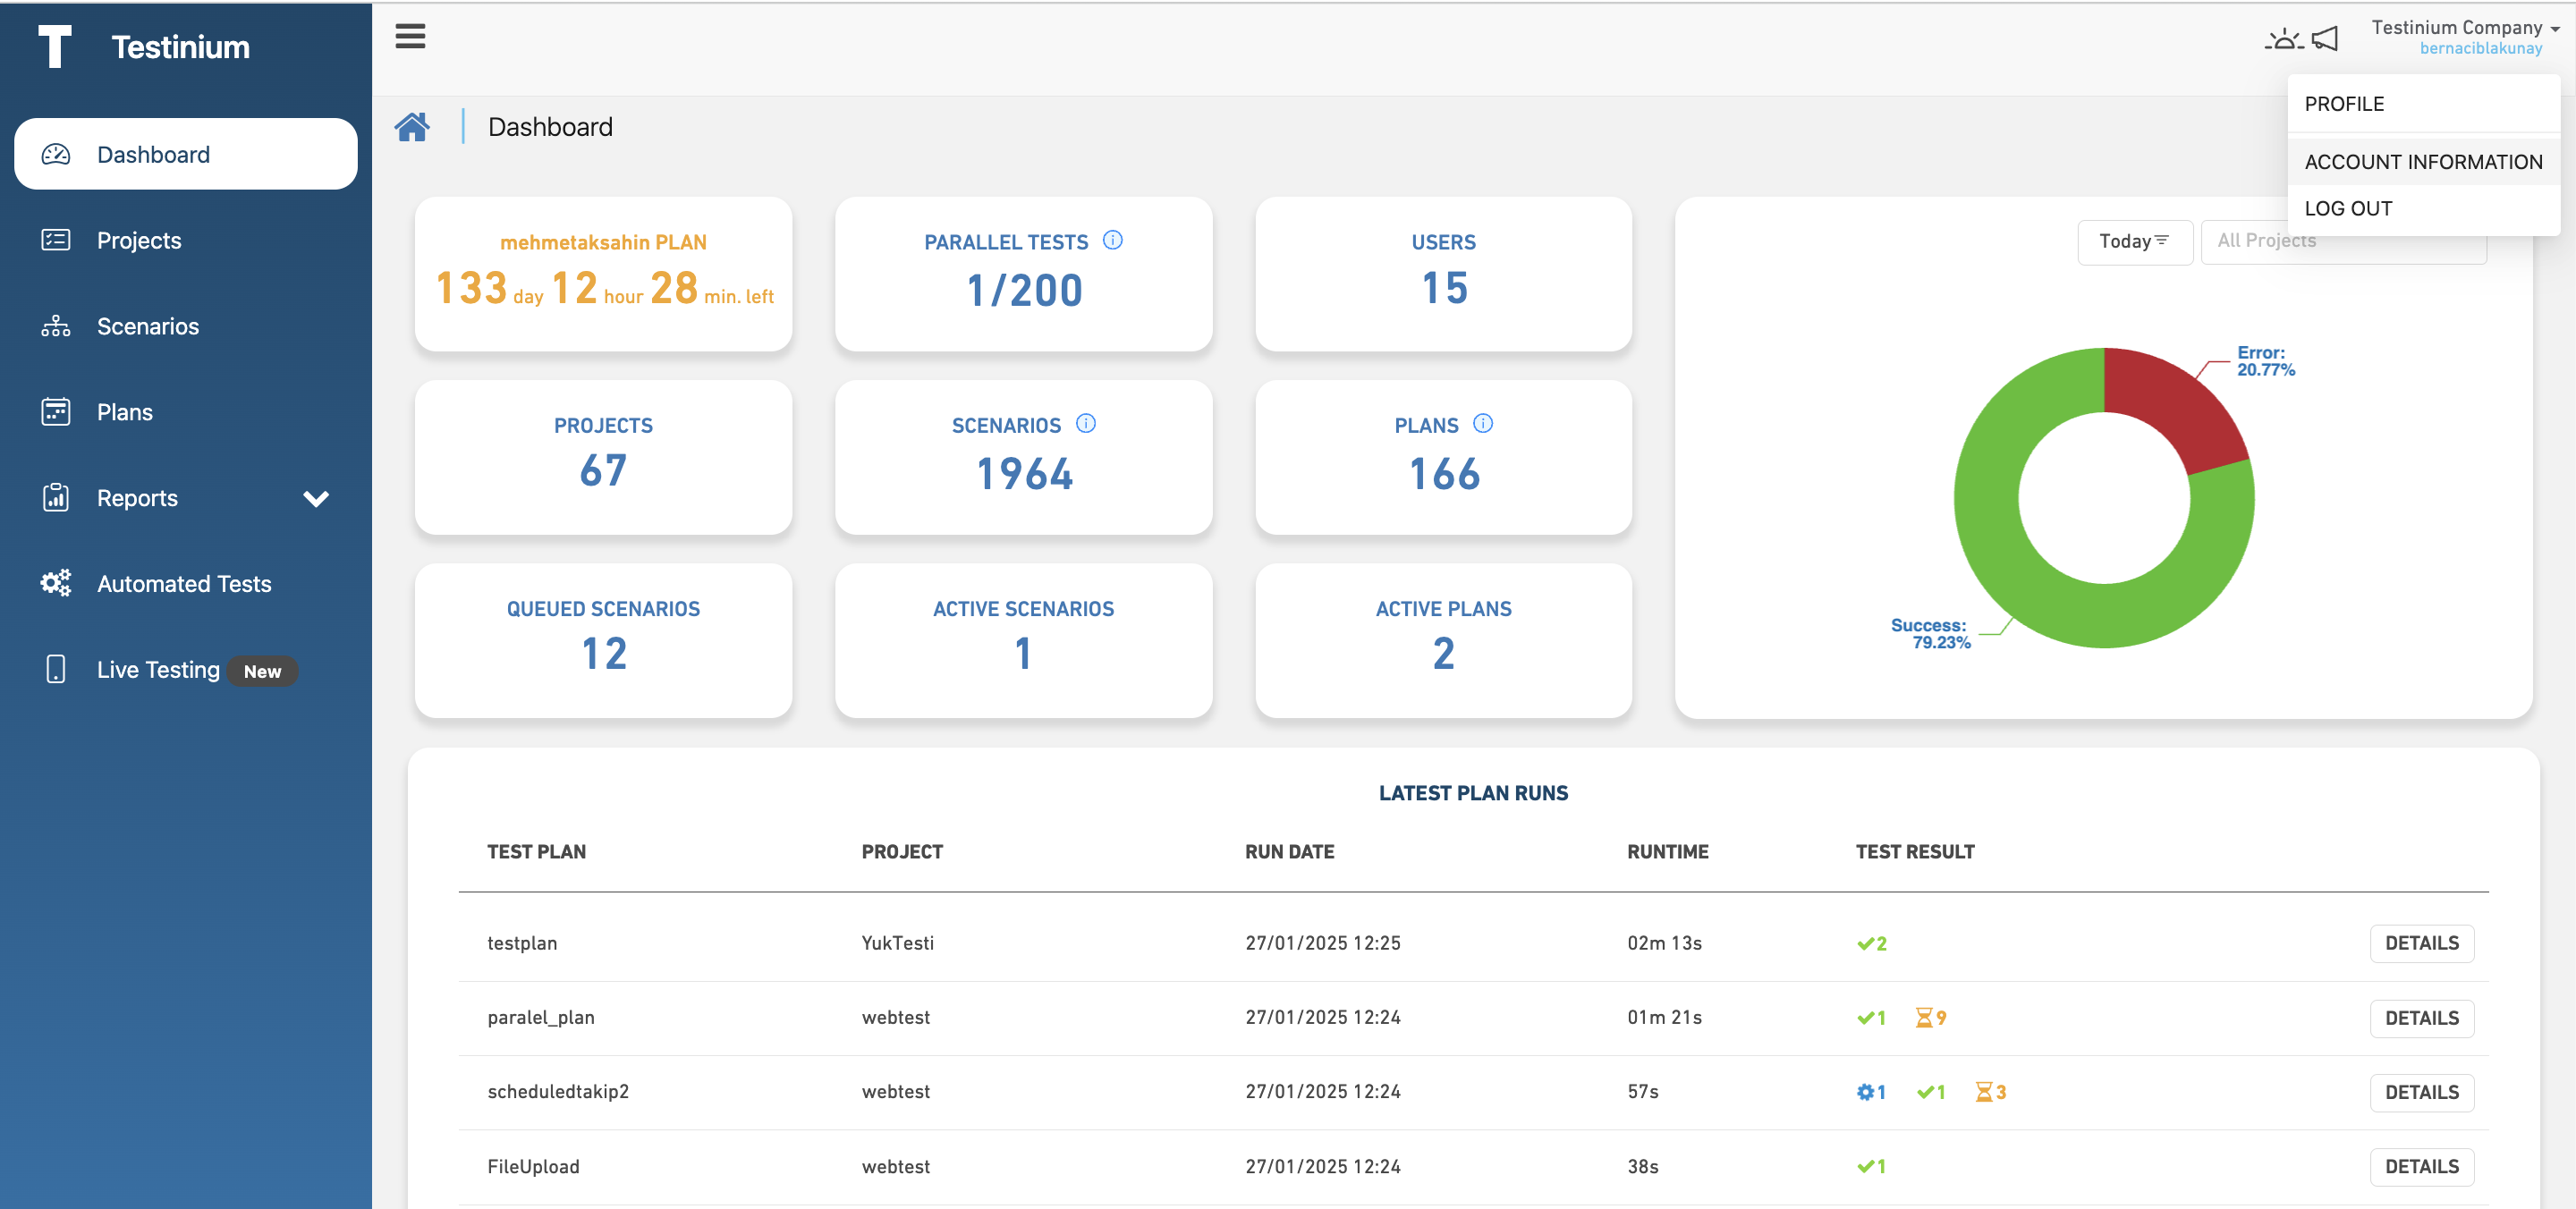 Testinium
Dashboard
Projects
Scenarios
Plans
Reports
Automated Tests
Live Testing New
Testinium Company
bernaciblakunay
PROFILE
ACCOUNT INFORMATION
LOG OUT
Dashboard
mehmetaksahin PLAN
133 day 12 hour 28 min. left
PARALLEL TESTS
1/200
USERS
15
PROJECTS
67
SCENARIOS
1964
PLANS
166
QUEUED SCENARIOS
12
ACTIVE SCENARIOS
1
ACTIVE PLANS
2
Today
All Projects
Error:
20.77%
Success:
79.23%
LATEST PLAN RUNS
TEST PLAN PROJECT RUN DATE RUNTIME TEST RESULT
testplan YukTesti 27/01/2025 12:25 02m 13s 2 DETAILS
paralel_plan webtest 27/01/2025 12:24 01m 21s 1 9 DETAILS
scheduledtakip2 webtest 27/01/2025 12:24 57s 1 1 3 DETAILS
FileUpload webtest 27/01/2025 12:24 38s 1 DETAILS